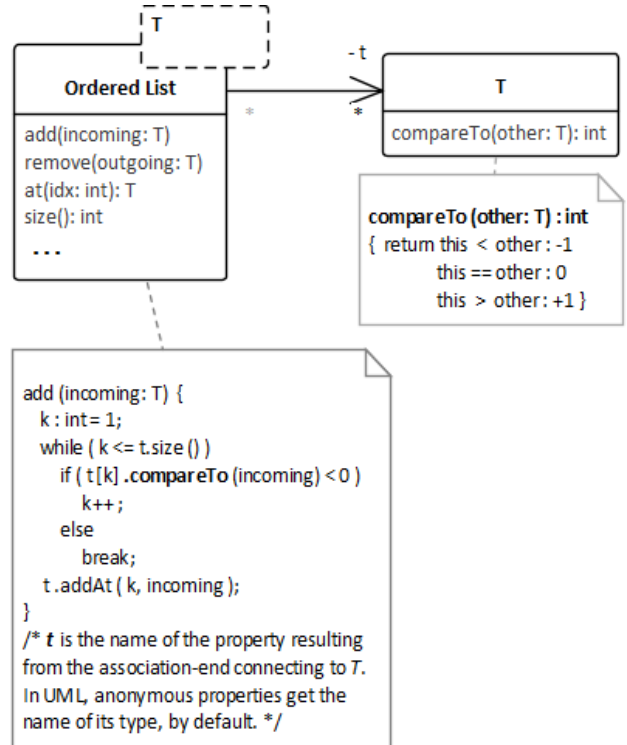 T
Ordered List
add(incoming: T)
remove(outgoing: T)
at(idx: int): T
size(): int
...
- t
*
*
T
compareTo(other: T): int
compareTo (other: T) : int
{ return this < other : -1
this == other : 0
this > other: +1 }
add (incoming: T) {
k : int = 1;
while ( k <= t.size () )
if ( t[k] .compareTo (incoming) < 0 )
k++ ;
else
break;
t .addAt ( k, incoming );
}
/* t is the name of the property resulting
from the association-end connecting to T.
In UML, anonymous properties get the
name of its type, by default. */